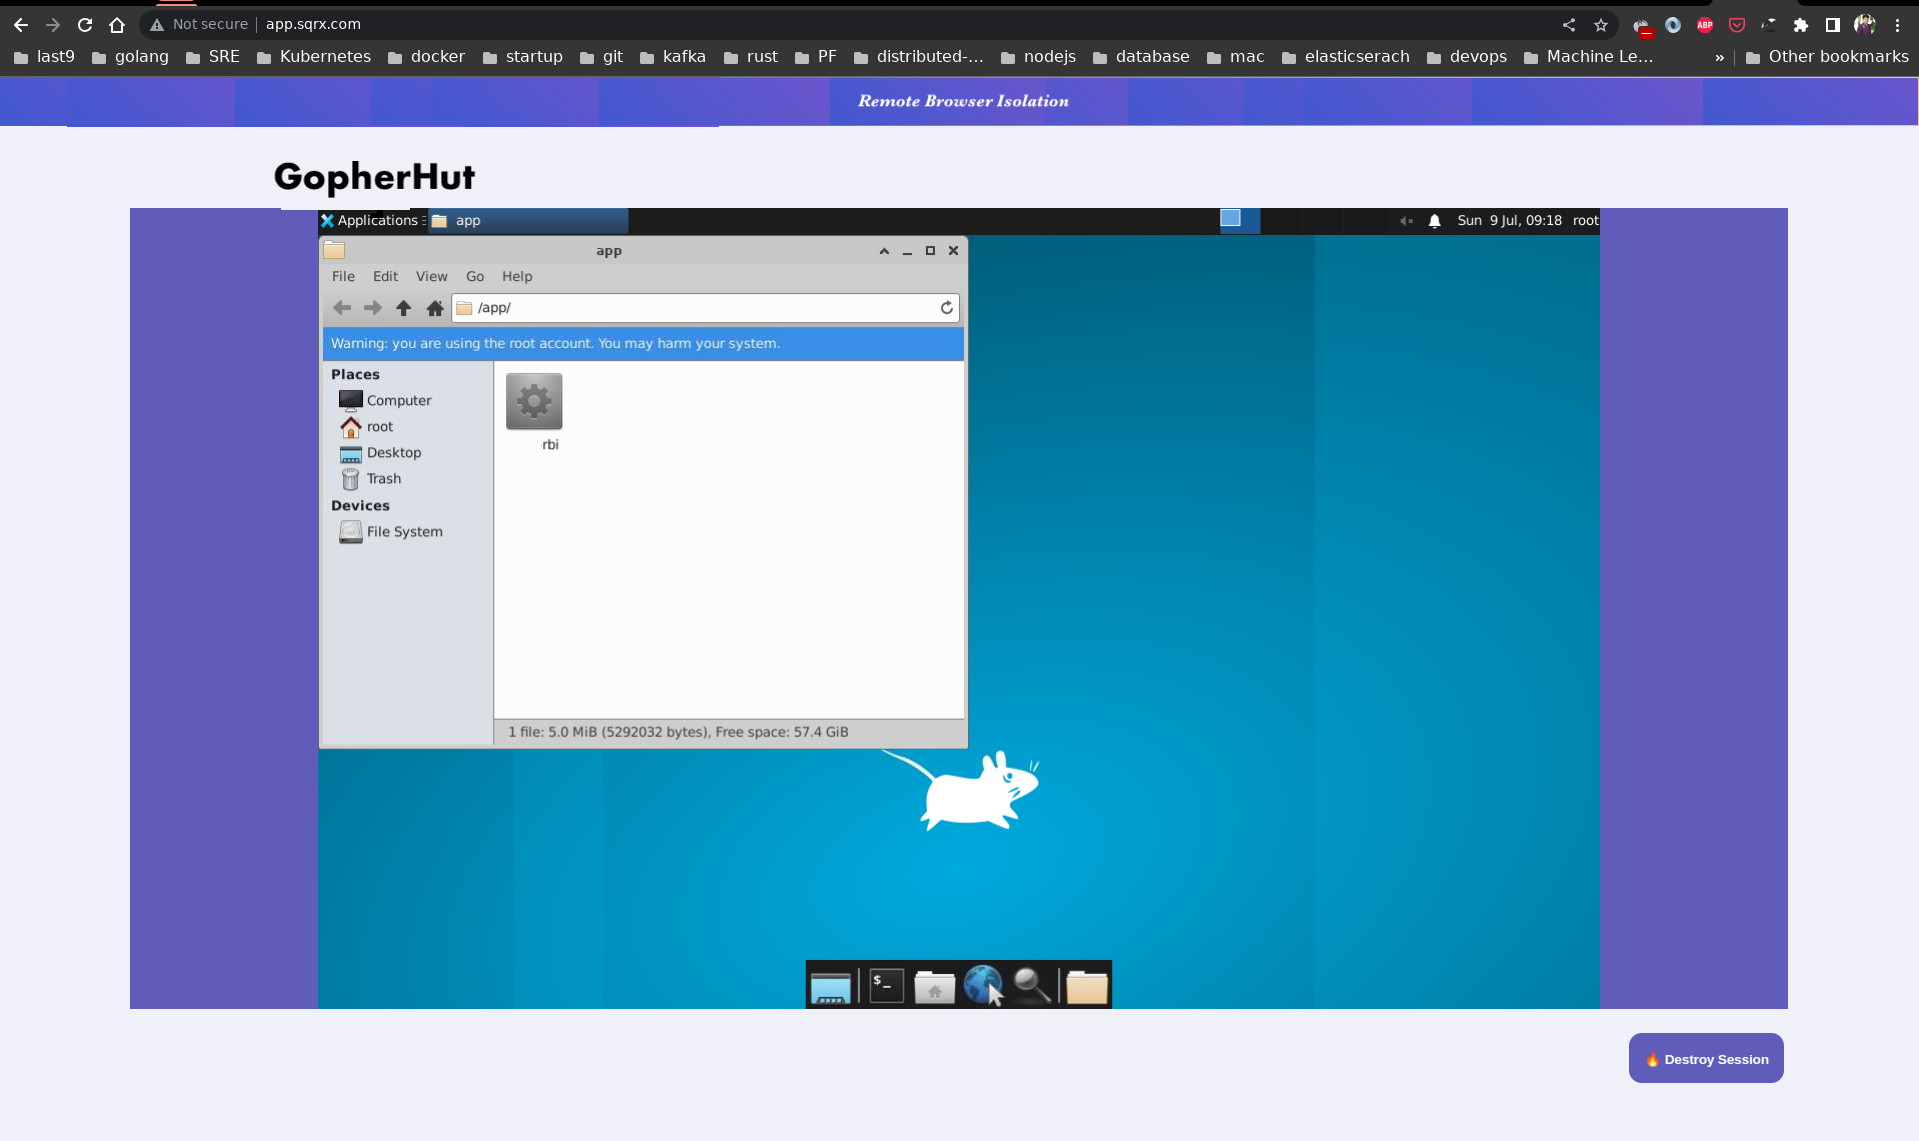 Not secure app.sqrx.com
ABP
last9 golang SRE Kubernetes docker startup git kafka rust PF distributed-... nodejs database mac elasticserach devops Machine Le... » Other bookmarks
Remote Browser Isolation
GopherHut
Applications app Sun 9 Jul, 09:18 root
app
File Edit View Go Help
/app/
Warning: you are using the root account. You may harm your system.
Places
Computer
root
Desktop
Trash
Devices
File System
rbi
1 file: 5.0 MiB (5292032 bytes), Free space: 57.4 GiB
$_
Destroy Session